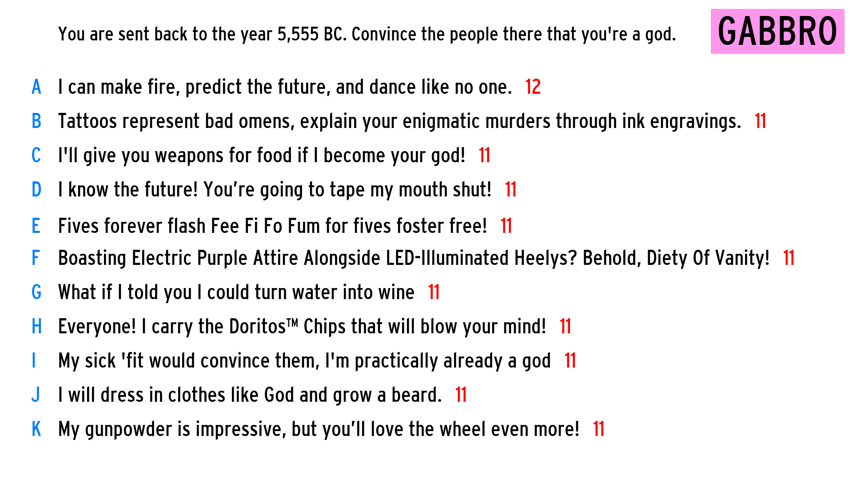 You are sent back to the year 5,555 BC. Convince the people there that you're a god.
GABBRO
A I can make fire, predict the future, and dance like no one. 12
B Tattoos represent bad omens, explain your enigmatic murders through ink engravings. 11
C I'll give you weapons for food if I become your god! 11
D I know the future! You’re going to tape my mouth shut! 11
E Fives forever flash Fee Fi Fo Fum for fives foster free! 11
F Boasting Electric Purple Attire Alongside LED-Illuminated Heelys? Behold, Diety Of Vanity! 11
G What if I told you I could turn water into wine 11
H Everyone! I carry the Doritos™ Chips that will blow your mind! 11
I My sick 'fit would convince them, I'm practically already a god 11
J I will dress in clothes like God and grow a beard. 11
K My gunpowder is impressive, but you’ll love the wheel even more! 11